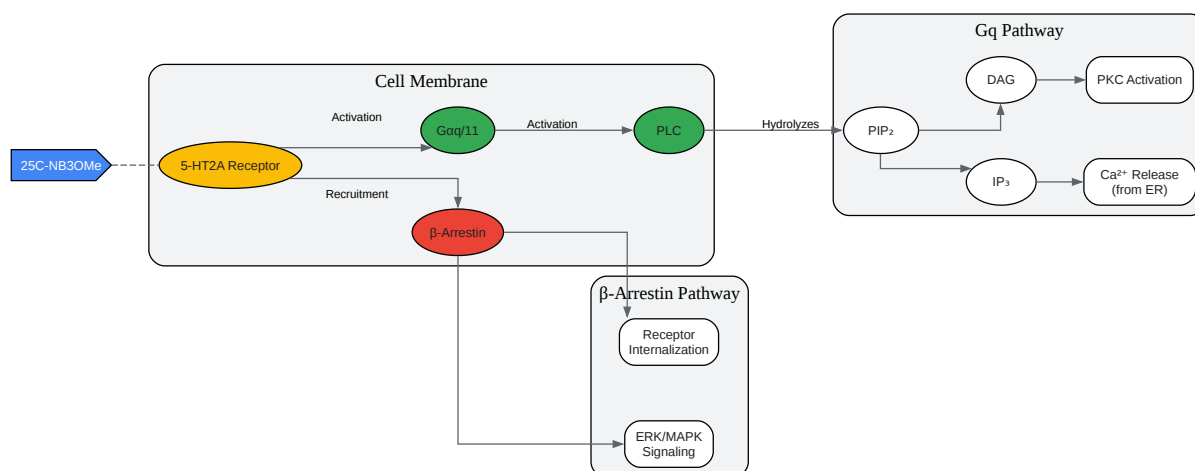 Gq Pathway
Cell Membrane
DAG
PKC Activation
Activation
Gαq/11
Activation
PLC
Hydrolyzes
PIP₂
25C-NB3OMe
5-HT2A Receptor
Recruitment
IP₃
Ca²⁺ Release
(from ER)
β-Arrestin
β-Arrestin Pathway
Receptor
Internalization
ERK/MAPK
Signaling